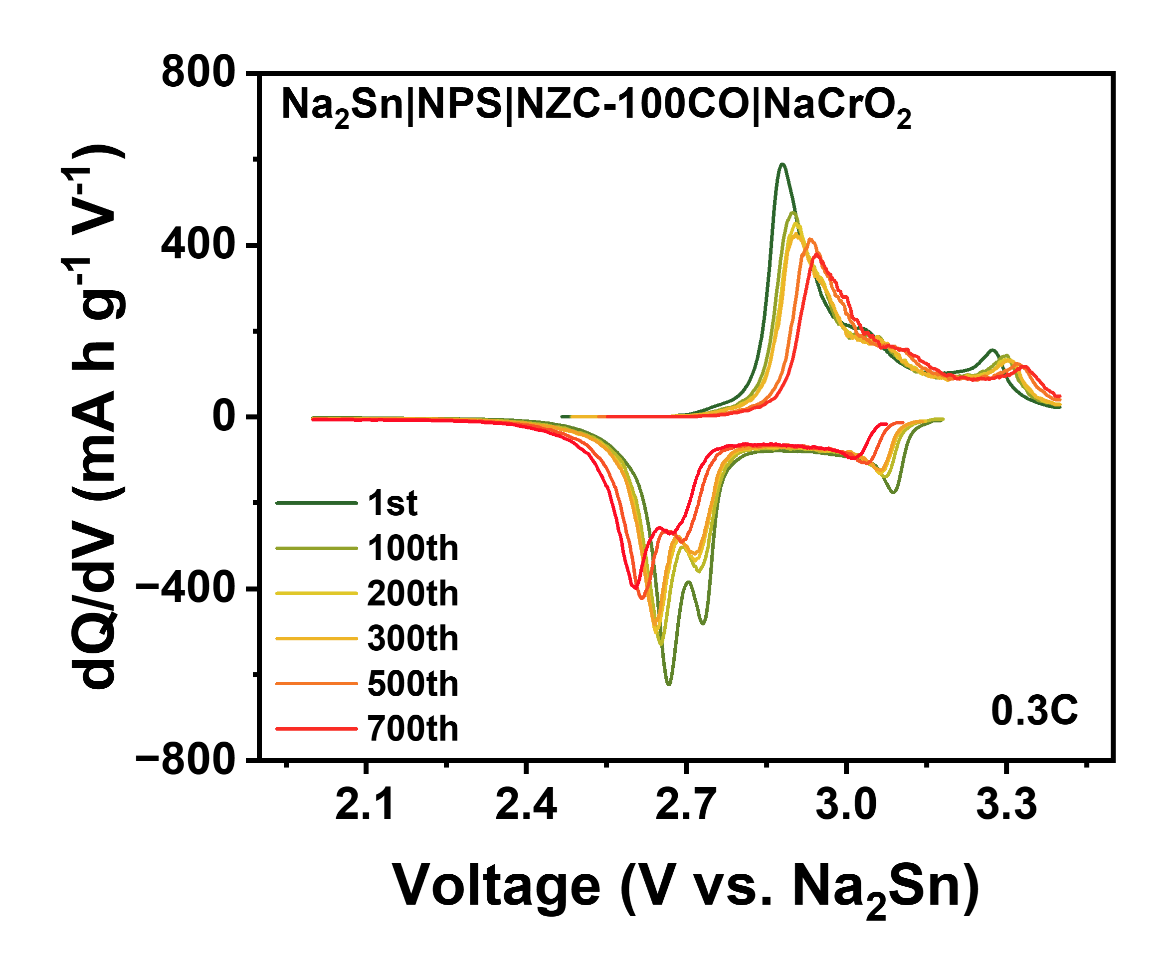 Na₂Sn|NPS|NZC-100CO|NaCrO₂
800
400
0
−400
−800
dQ/dV (mA h g⁻¹ V⁻¹)
1st
100th
200th
300th
500th
700th
0.3C
2.1 2.4 2.7 3.0 3.3
Voltage (V vs. Na₂Sn)